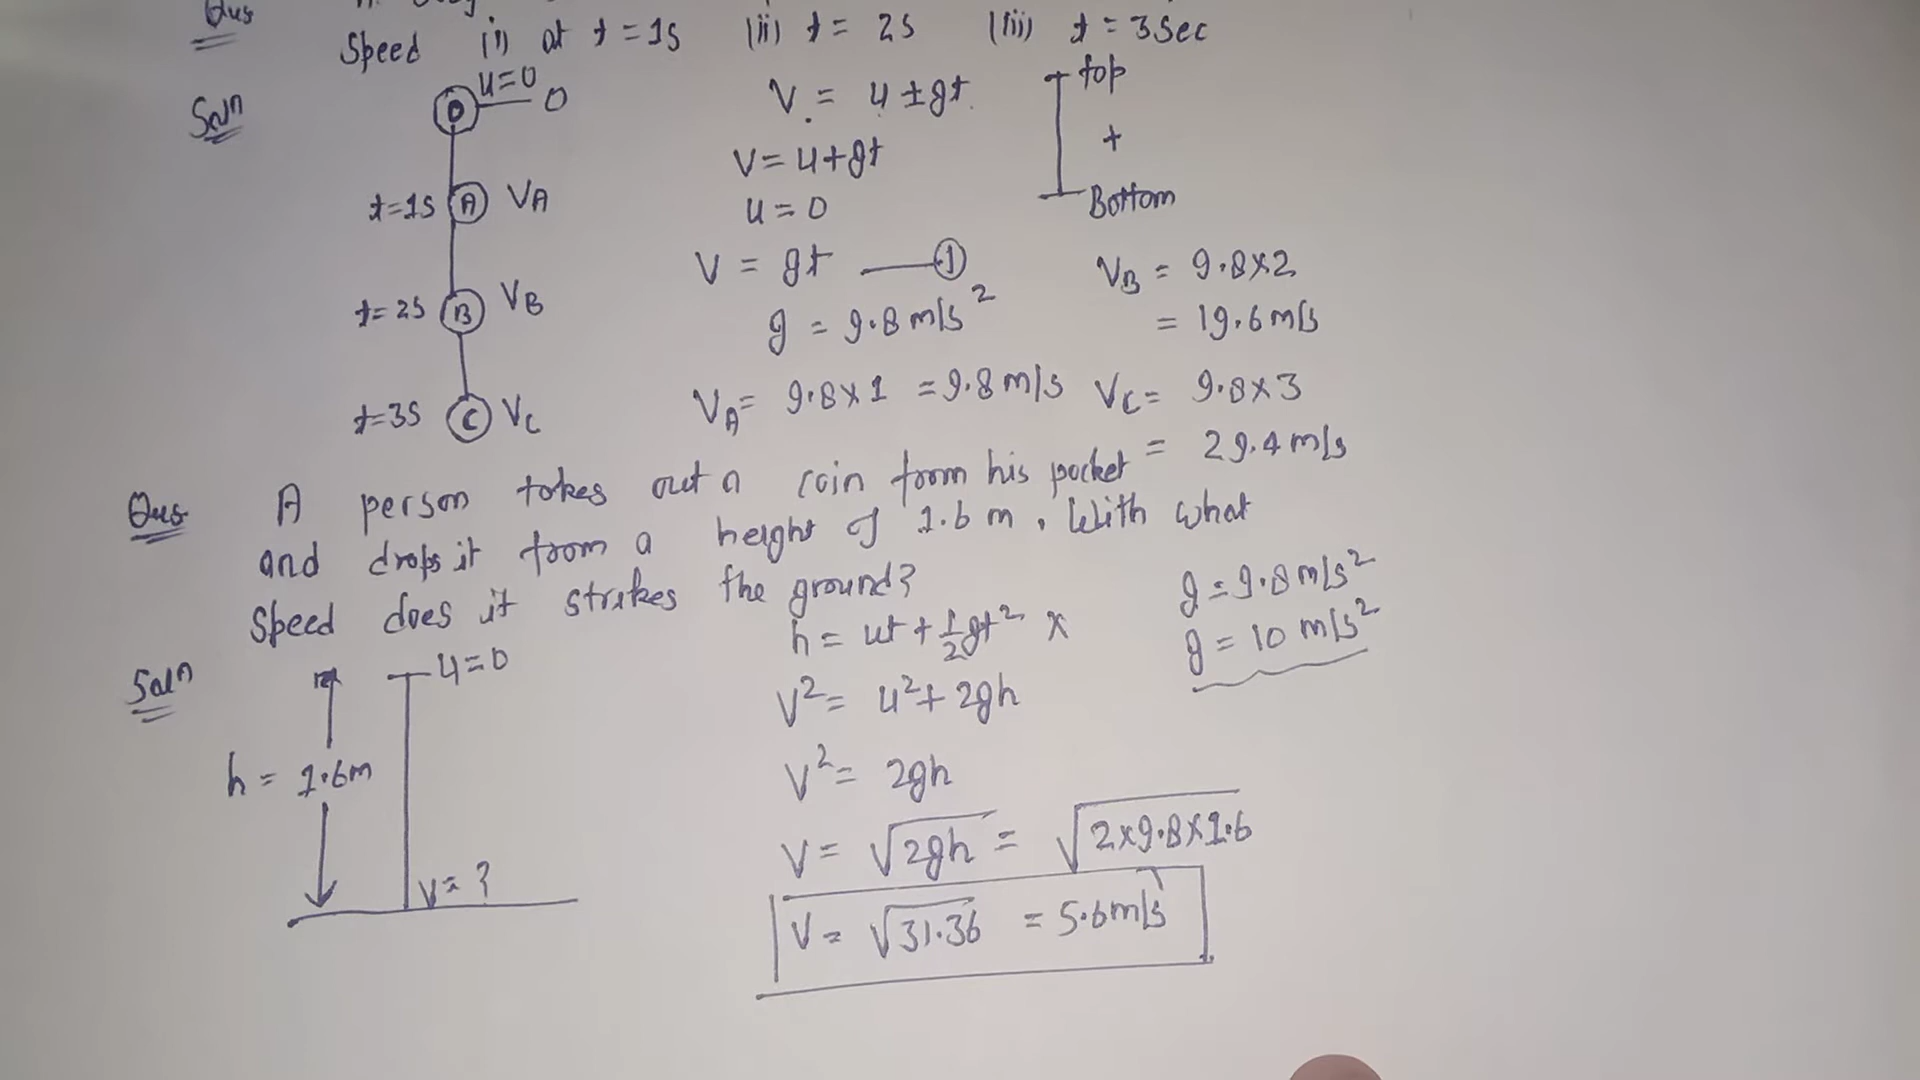 Ques
Speed (i) at t = 1s (ii) t = 2s (iii) t = 3sec
Solⁿ
u=0
O
O
t=1s A VA
t=2s B VB
t=3s C VC
V = u ± gt
V = u + gt
u = 0
V = gt — ①
g = 9.8 m/s²
VA = 9.8×1 = 9.8 m/s
top
+
Bottom
VB = 9.8×2
= 19.6 m/s
VC = 9.8×3
= 29.4 m/s
Ques A person takes out a coin from his pocket
and drops it from a height of 1.6 m. With what
Speed does it strikes the ground?
Solⁿ
u=0
h = 1.6m
v = ?
h = ut + 1/2 gt² ×
V² = u² + 2gh
V² = 2gh
V = √2gh = √2×9.8×1.6
V = √31.36 = 5.6 m/s
g = 9.8 m/s²
g = 10 m/s²